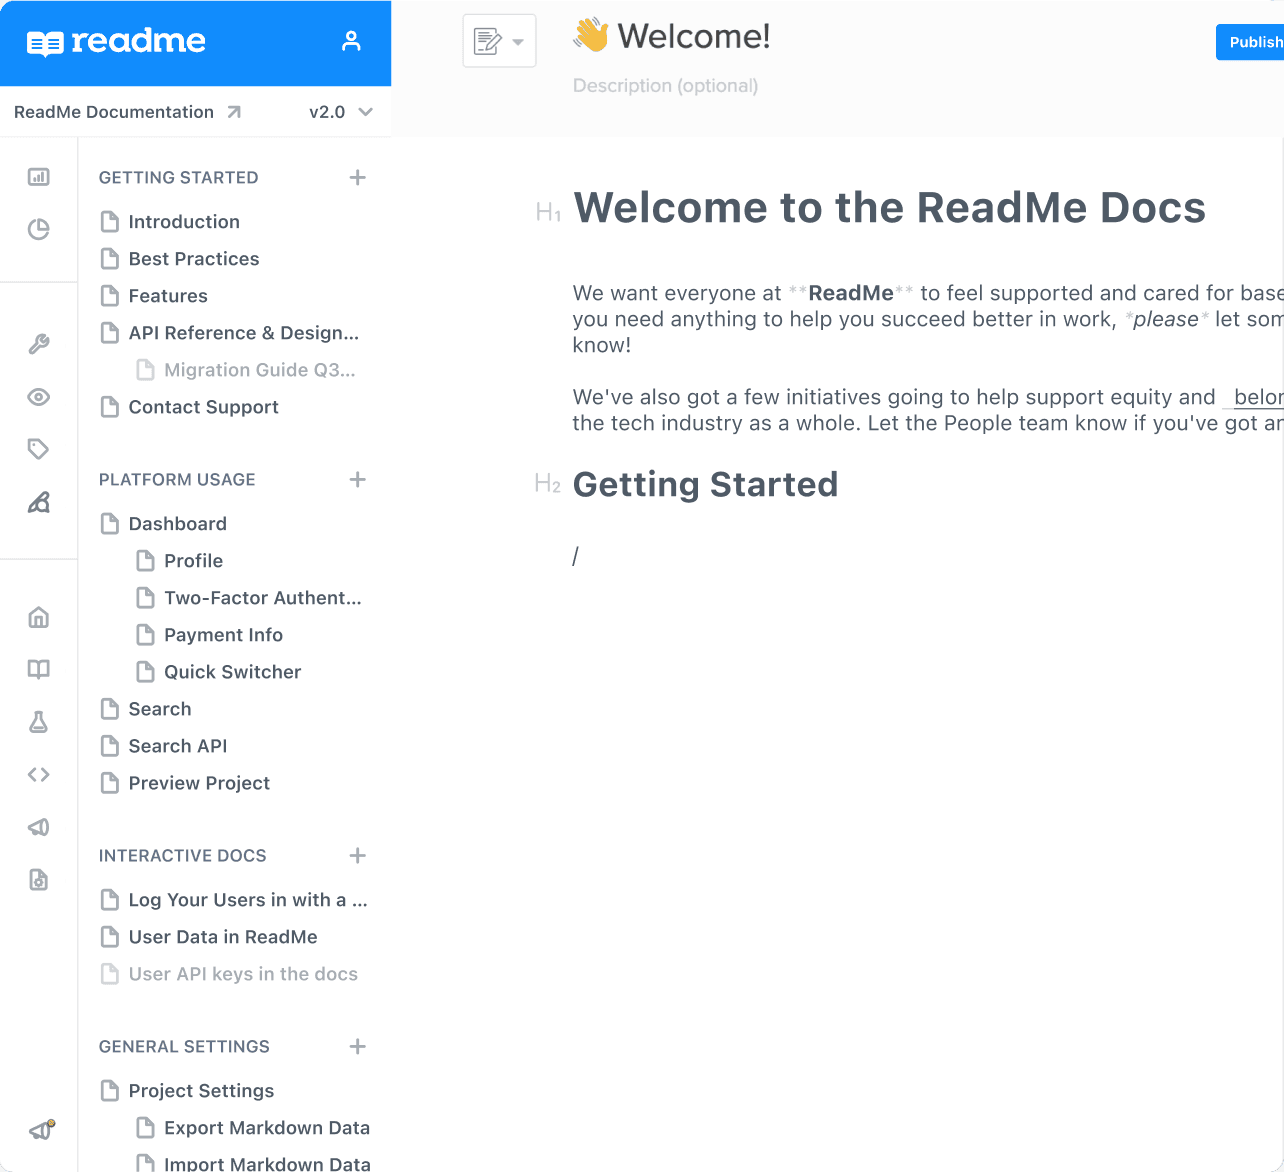 readme
ReadMe Documentation
v2.0
GETTING STARTED
Introduction
Best Practices
Features
API Reference & Design...
Migration Guide Q3...
Contact Support
PLATFORM USAGE
Dashboard
Profile
Two-Factor Authent...
Payment Info
Quick Switcher
Search
Search API
Preview Project
INTERACTIVE DOCS
Log Your Users in with a ...
User Data in ReadMe
User API keys in the docs
GENERAL SETTINGS
Project Settings
Export Markdown Data
Import Markdown Data
👋 Welcome!
Description (optional)
Publish
H1 Welcome to the ReadMe Docs
We want everyone at **ReadMe** to feel supported and cared for base
you need anything to help you succeed better in work, *please* let som
know!
We've also got a few initiatives going to help support equity and _belor
the tech industry as a whole. Let the People team know if you've got ar
H2 Getting Started
/